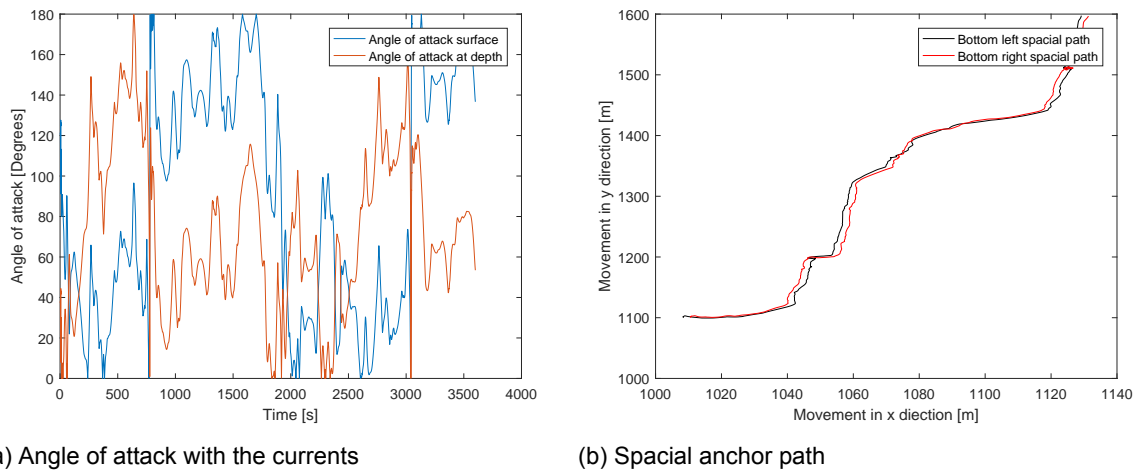 180
160
140
120
100
80
60
40
20
0
Angle of attack [Degrees]
Angle of attack surface
Angle of attack at depth
0 500 1000 1500 2000 2500 3000 3500 4000
Time [s]
1600
1500
1400
1300
1200
1100
1000
Movement in y direction [m]
Bottom left spacial path
Bottom right spacial path
1000 1020 1040 1060 1080 1100 1120 1140
Movement in x diection [m]
) Angle of attack with the currents
(b) Spacial anchor path